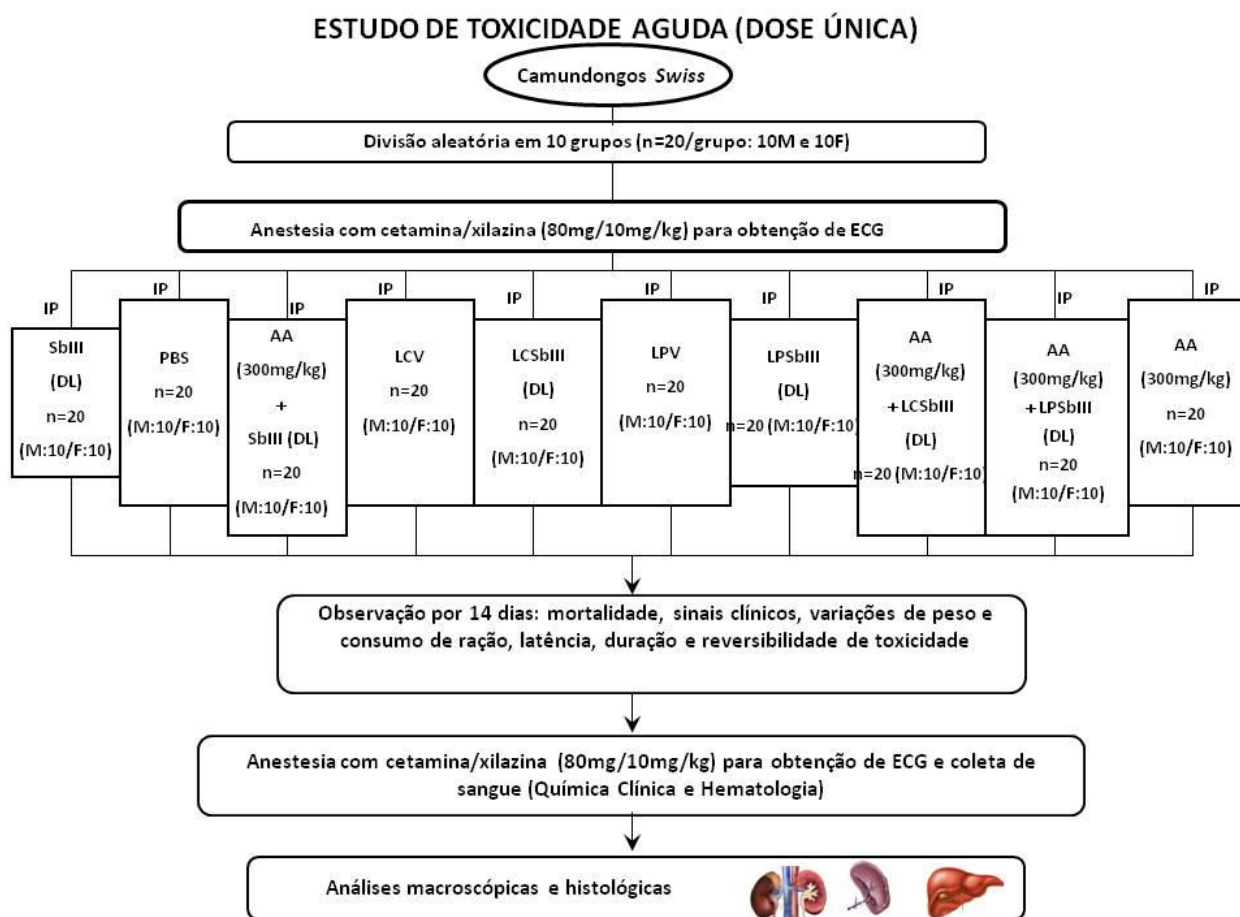 ESTUDO DE TOXICIDADE AGUDA (DOSE ÚNICA)
Camundongos Swiss
Divisão aleatória em 10 grupos (n=20/grupo: 10M e 10F)
Anestesia com cetamina/xilazina (80mg/10mg/kg) para obtenção de ECG
IP
SbIII
(DL)
n=20
(M:10/F:10)
IP
PBS
n=20
(M:10/F:10)
IP
AA
(300mg/kg)
+
SbIII (DL)
n=20
(M:10/F:10)
IP
LCV
n=20
(M:10/F:10)
IP
LCSbIII
(DL)
n=20
(M:10/F:10)
IP
LPV
n=20
(M:10/F:10)
IP
LPSbIII
(DL)
n=20 (M:10/F:10)
IP
AA
(300mg/kg)
+LCSbIII
(DL)
n=20 (M:10/F:10)
IP
AA
(300mg/kg)
+LPSbIII
(DL)
n=20
(M:10/F:10)
IP
AA
(300mg/kg)
n=20
(M:10/F:10)
Observação por 14 dias: mortalidade, sinais clínicos, variações de peso e
consumo de ração, latência, duração e reversibilidade de toxicidade
Anestesia com cetamina/xilazina (80mg/10mg/kg) para obtenção de ECG e coleta de
sangue (Química Clínica e Hematologia)
Análises macroscópicas e histológicas